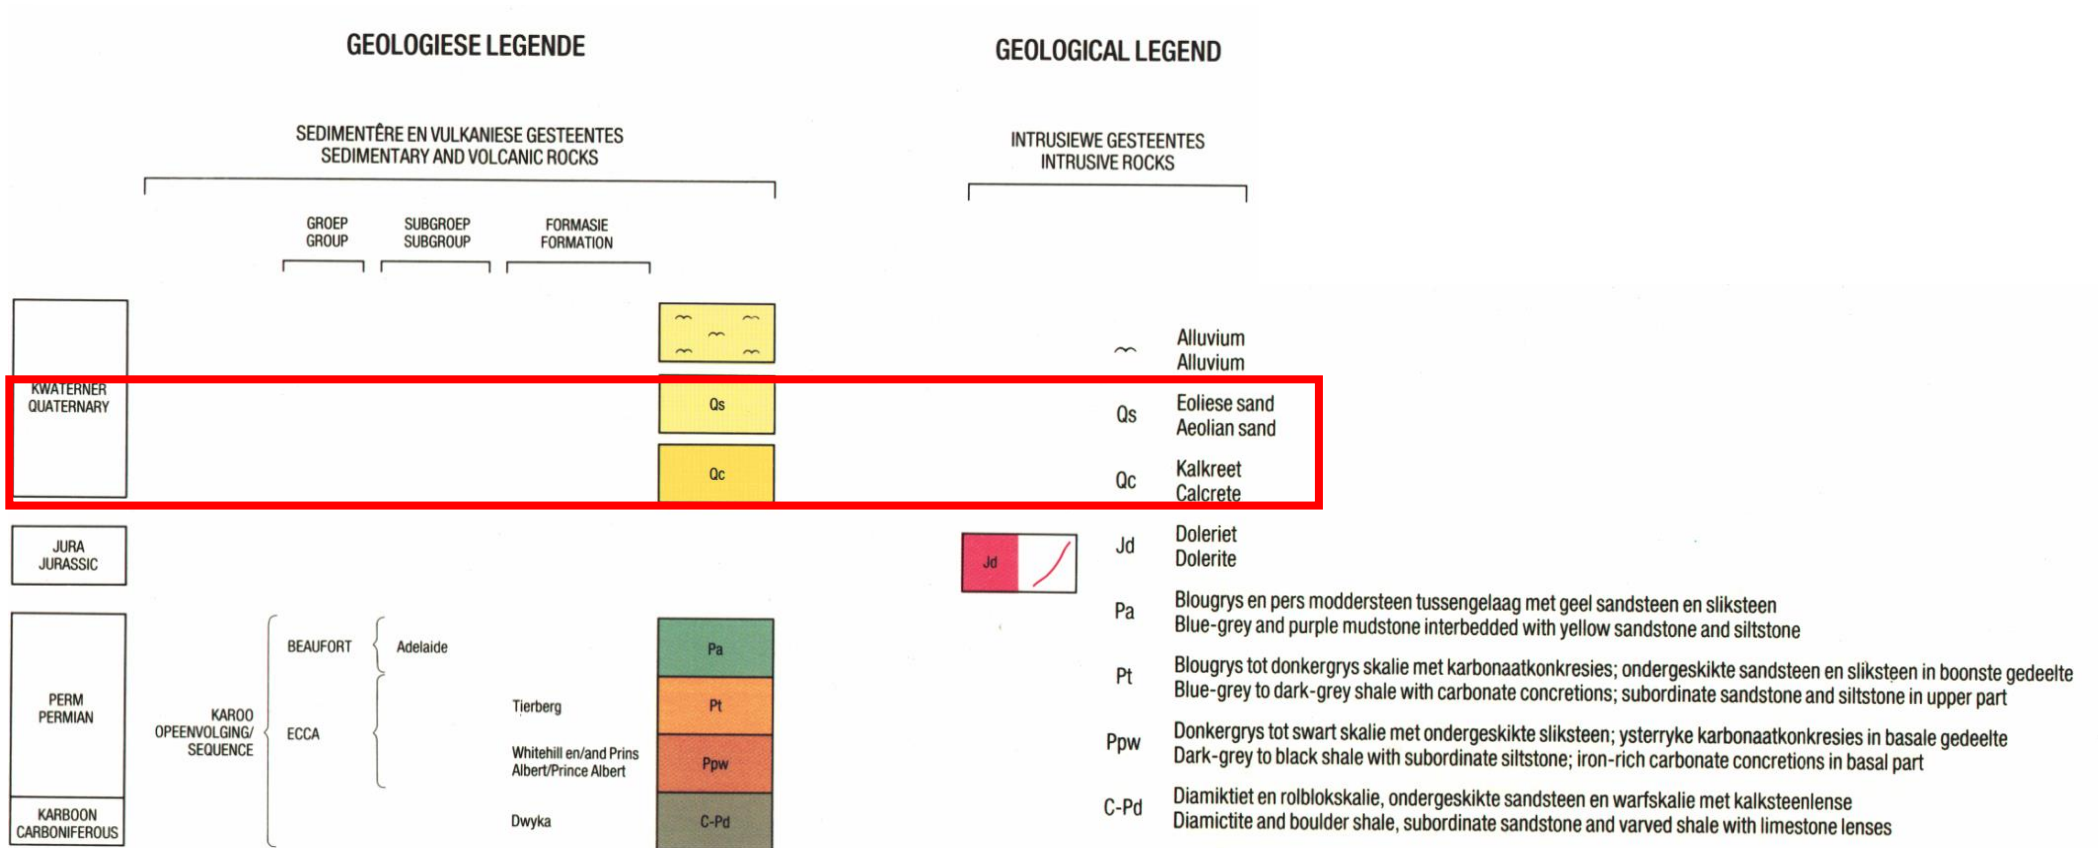 GEOLOGIESE LEGENDE
GEOLOGICAL LEGEND
SEDIMENTÊRE EN VULKANIESE GESTEENTES
SEDIMENTARY AND VOLCANIC ROCKS
INTRUSIEWE GESTEENTES
INTRUSIVE ROCKS
GROEP
GROUP
SUBGROEP
SUBGROUP
FORMASIE
FORMATION
Alluvium
Alluvium
KWATERNER
QUATERNARY
Qs
Qs
Eoliese sand
Aeolian sand
Qc
Qc
Kalkreet
Calcrete
JURA
JURASSIC
Jd
Jd
Doleriet
Dolerite
PERM
PERMIAN
KAROO
OPEENVOLGING/
SEQUENCE
BEAUFORT
Adelaide
Pa
Pa
Blougrys en pers moddersteen tussengelaag met geel sandsteen en sliksteen
Blue-grey and purple mudstone interbedded with yellow sandstone and siltstone
ECCA
Tierberg
Pt
Pt
Blougrys tot donkergrys skalie met karbonaatkonkresies; ondergeskikte sandsteen en sliksteen in boonste gedeelte
Blue-grey to dark-grey shale with carbonate concretions; subordinate sandstone and siltstone in upper part
Whitehill en/and Prins
Albert/Prince Albert
Ppw
Ppw
Donkergrys tot swart skalie met ondergeskikte sliksteen; ysterryke karbonaatkonkresies in basale gedeelte
Dark-grey to black shale with subordinate siltstone; iron-rich carbonate concretions in basal part
KARBOON
CARBONIFEROUS
Dwyka
C-Pd
C-Pd
Diamiktiet en rolblokskalie, ondergeskikte sandsteen en warfskalie met kalksteenlense
Diamictite and boulder shale, subordinate sandstone and varved shale with limestone lenses